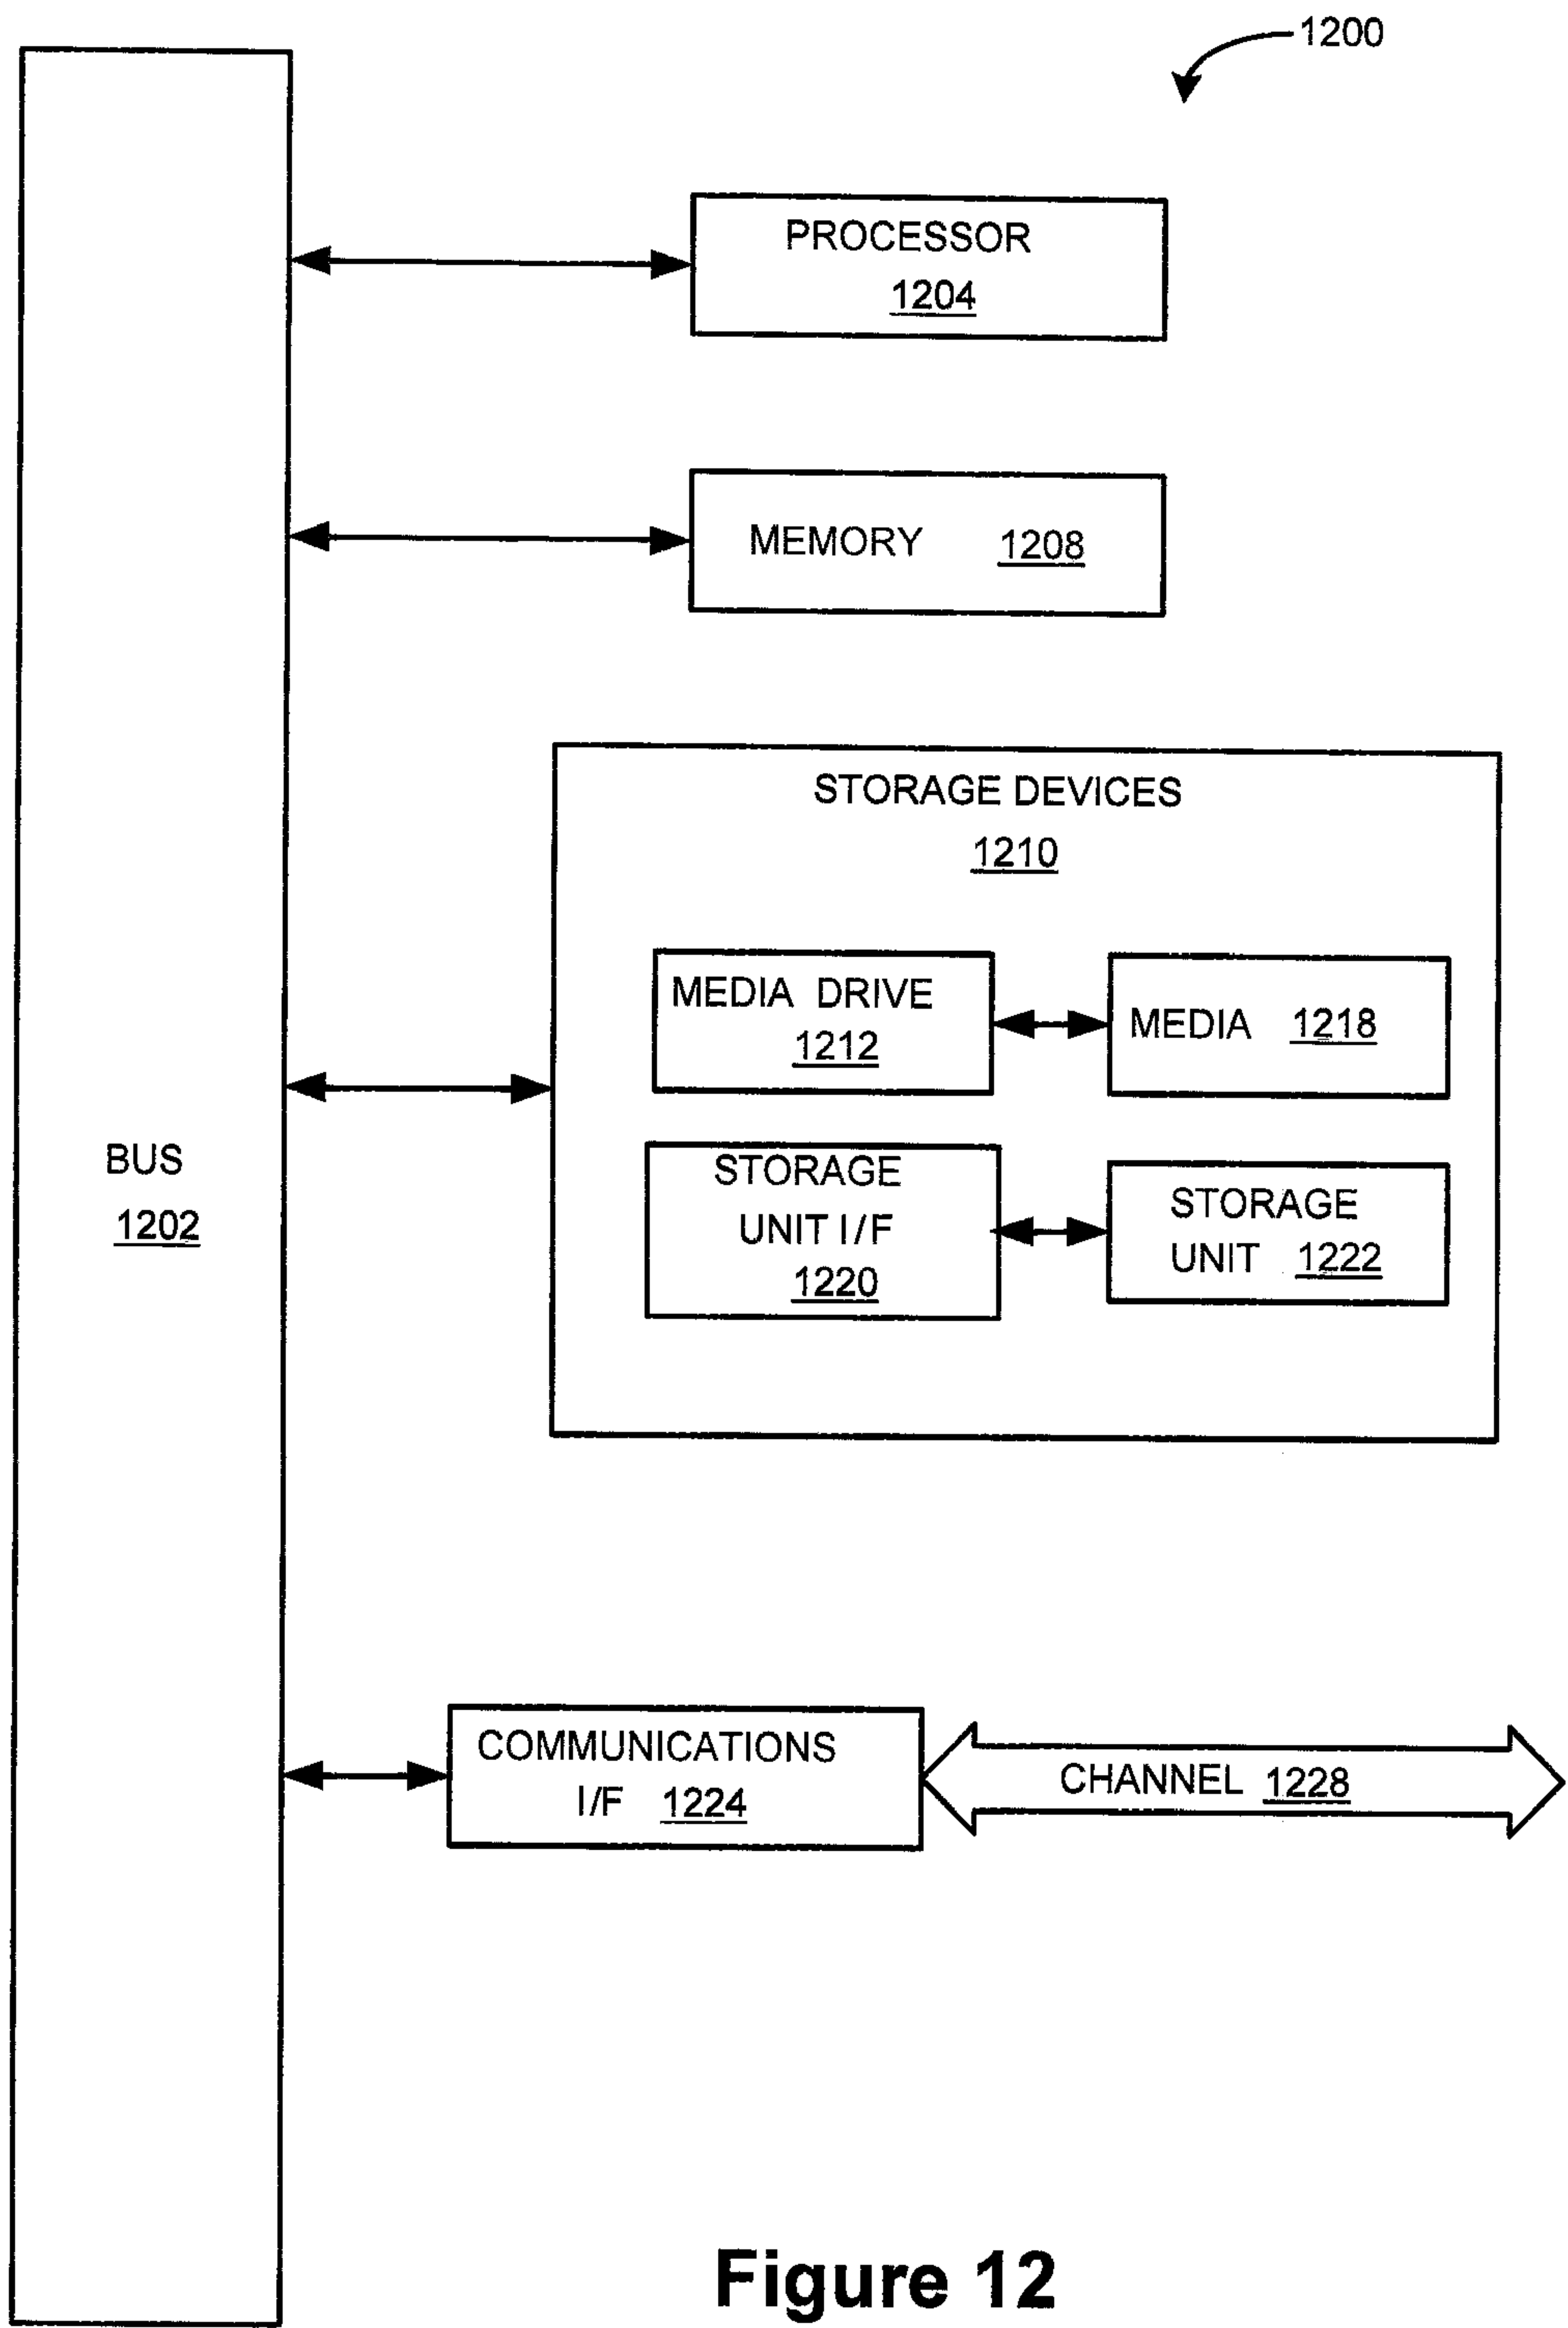 1200
PROCESSOR
1204
MEMORY 1208
STORAGE DEVICES
1210
MEDIA DRIVE
1212
MEDIA 1218
STORAGE
UNIT I/F
1220
STORAGE
UNIT 1222
BUS
1202
COMMUNICATIONS
I/F 1224
CHANNEL 1228
Figure 12